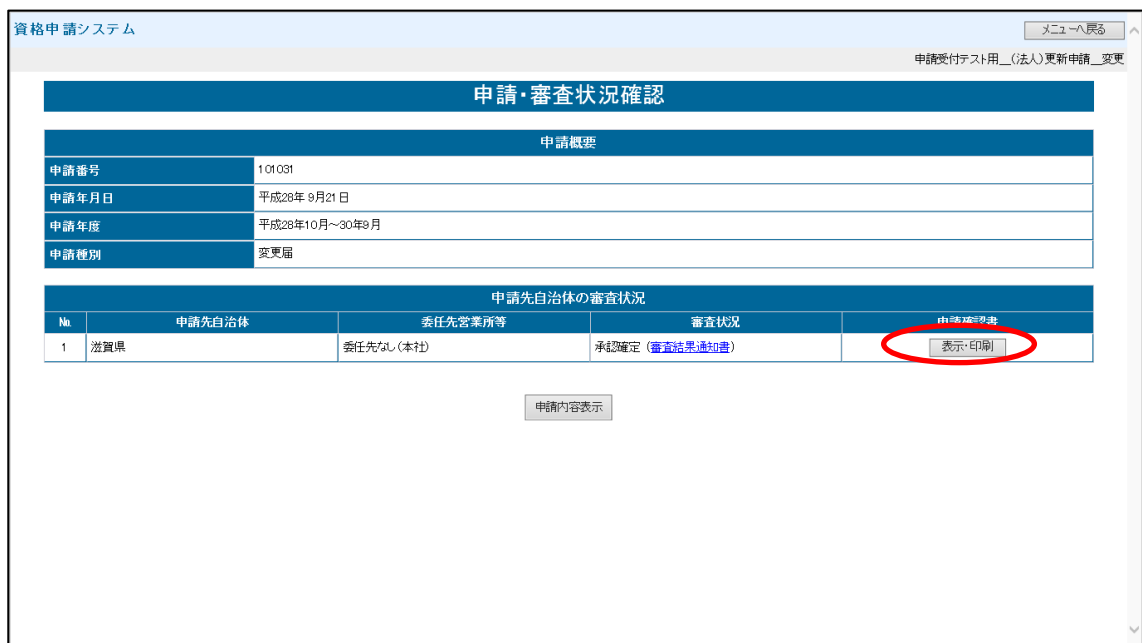 資格申請システム
メニューへ戻る
申請受付テスト用__(法人)更新申請__変更
申請・審査状況確認
申請概要
申請番号 101031
申請年月日 平成28年 9月21日
申請年度 平成28年10月～30年9月
申請種別 変更届
申請先自治体の審査状況
No. 申請先自治体 委任先営業所等 審査状況 申請確認書
1 滋賀県 委任先なし(本社) 承認確定 (審査結果通知書) 表示・印刷
申請内容表示